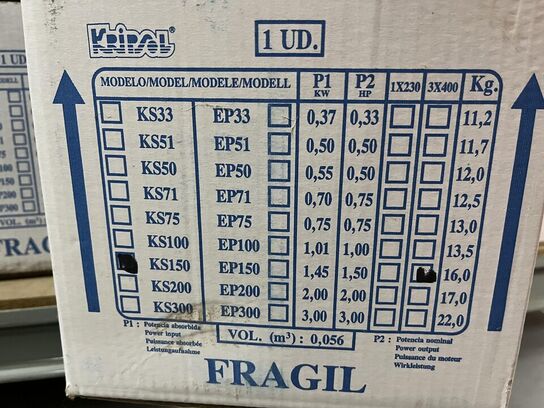 KRIPSOL
1 UD.
MODELO/MODEL/MODELE/MODELL P1 KW P2 HP 1X230 3X400 Kg.
KS33 EP33 0,37 0,33 11,2
KS51 EP51 0,50 0,50 11,7
KS50 EP50 0,55 0,50 12,0
KS71 EP71 0,70 0,75 12,5
KS75 EP75 0,75 0,75 13,0
KS100 EP100 1,01 1,00 13,5
KS150 EP150 1,45 1,50 16,0
KS200 EP200 2,00 2,00 17,0
KS300 EP300 3,00 3,00 22,0
P1 : Potencia absorbida
Power input
Puissance absorbée
Leistungaufnahme
VOL. (m³) : 0,056
P2 : Potencia nominal
Power output
Puissance du moteur
Wirkleistung
FRAGIL
1 UD